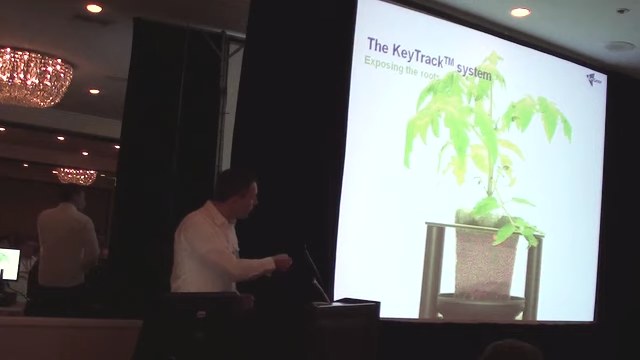 The KeyTrack™ system
Exposing the roots